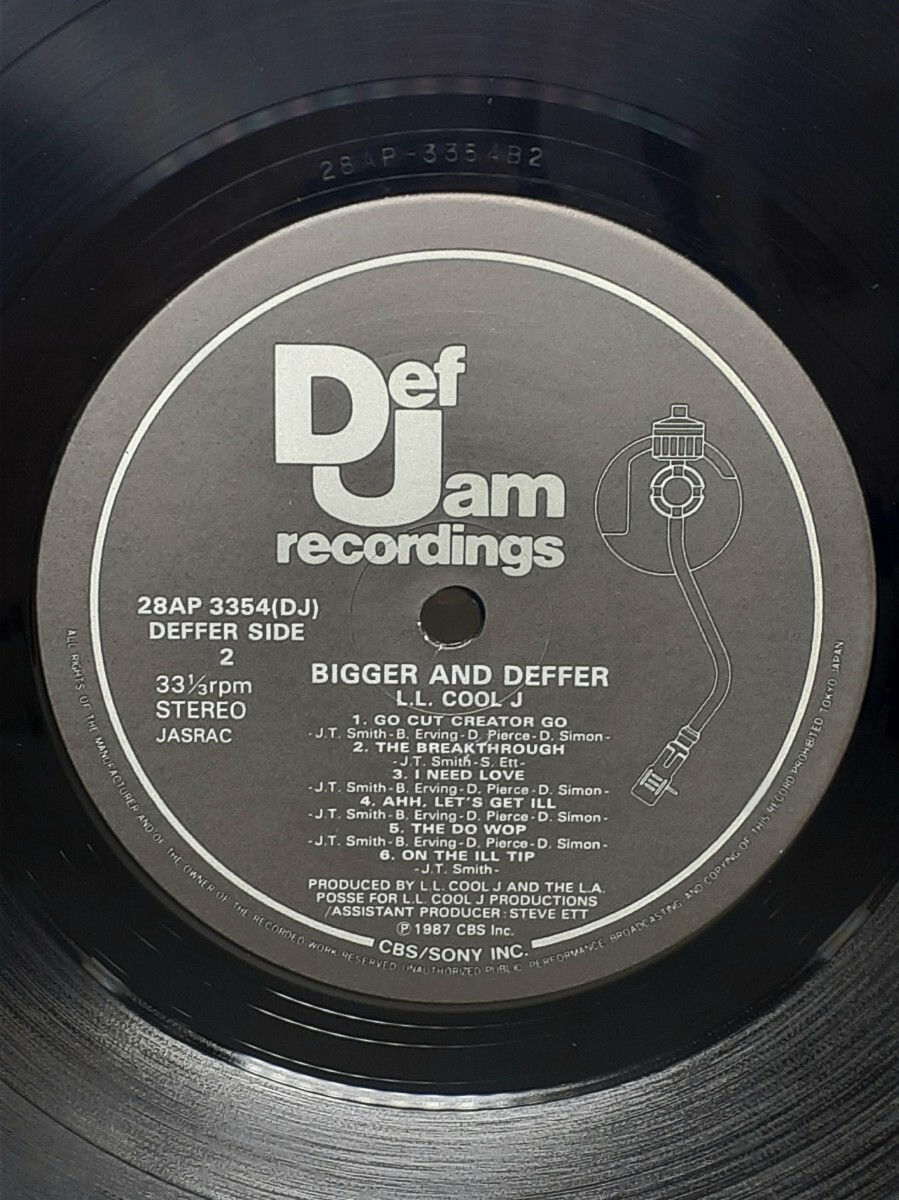 28AP-3354B2
Def
Jam
recordings
28AP 3354(DJ)
DEFFER SIDE
2
33⅓rpm
STEREO
JASRAC
BIGGER AND DEFFER
L.L. COOL J
1. GO CUT CREATOR GO
-J.T. Smith-B. Erving-D. Pierce-D. Simon-
2. THE BREAKTHROUGH
-J.T. Smith-S. Ett-
3. I NEED LOVE
-J.T. Smith-B. Erving-D. Pierce-D. Simon-
4. AHH, LET'S GET ILL
-J.T. Smith-B. Erving-D. Pierce-D. Simon-
5. THE DO WOP
-J.T. Smith-B. Erving-D. Pierce-D. Simon-
6. ON THE ILL TIP
-J.T. Smith-
PRODUCED BY L.L. COOL J AND THE L.A.
POSSE FOR L.L. COOL J PRODUCTIONS
/ASSISTANT PRODUCER: STEVE ETT
Ⓟ 1987 CBS Inc.
CBS/SONY INC.
ALL RIGHTS OF THE MANUFACTURER AND OF THE OWNER OF THE RECORDED WORK RESERVED. UNAUTHORIZED PUBLIC PERFORMANCE, BROADCASTING AND COPYING OF THIS RECORD PROHIBITED. TOKYO JAPAN